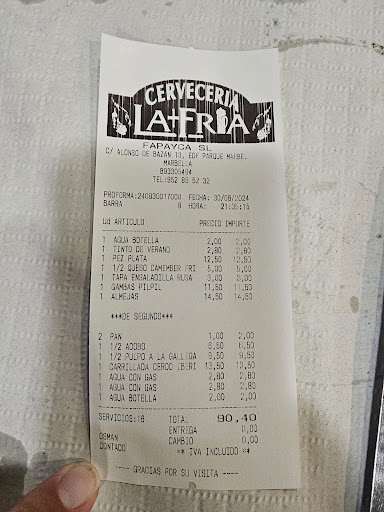 CERVECERIA
LA+FRIA
FAPAYCA SL
C/ ALONSO DE BAZAN 13, EDF PARQUE MARBEL
MARBELLA
B93305494
TEL:952 85 52 32
PROFORMA:240830017000 FECHA: 30/08/2024
BARRA 8 HORA: 21:05:15
Ud ARTICULO PRECIO IMPORTE
1 AGUA BOTELLA 2,00 2,00
1 TINTO DE VERANO 2,80 2,80
1 PEZ PLATA 12,50 12,50
1 1/2 QUESO CAMEMBER FRI 5,00 5,00
1 TAPA ENSALADILLA RUSA 3,00 3,00
1 GAMBAS PILPIL 11,50 11,50
1 ALMEJAS 14,50 14,50
***DE SEGUNDO***
2 PAN 1,00 2,00
1 1/2 ADOBO 6,50 6,50
1 1/2 PULPO A LA GALLEGA 9,50 9,50
1 CARRILLADA CERDO IBERI 13,50 13,50
1 AGUA CON GAS 2,80 2,80
1 AGUA CON GAS 2,80 2,80
1 AGUA BOTELLA 2,00 2,00
SERVICIOS:16 TOTAL 90,40
ENTREGA 0,00
OSMAN CAMBIO 0,00
CONTADO ** IVA INCLUIDO **
---- GRACIAS POR SU VISITA ----